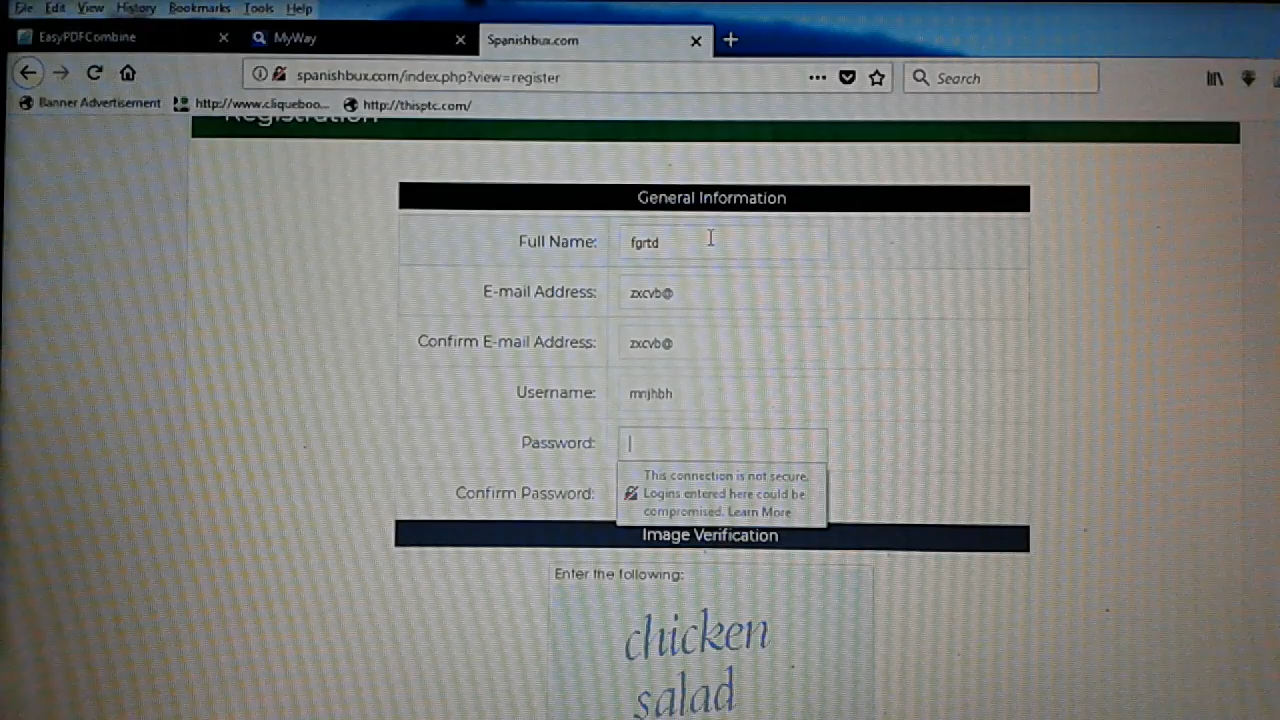 File Edit View History Bookmarks Tools Help
EasyPDFCombine MyWay Spanishbux.com
spanishbux.com/index.php?view=register Search
Banner Advertisement http://www.cliqueboo... http://thisptc.com/
Registration
General Information
Full Name: fgrtd
E-mail Address: zxcvb@
Confirm E-mail Address: zxcvb@
Username: mnjhbh
Password:
This connection is not secure.
Logins entered here could be
compromised. Learn More
Confirm Password:
Image Verification
Enter the following:
chicken
salad